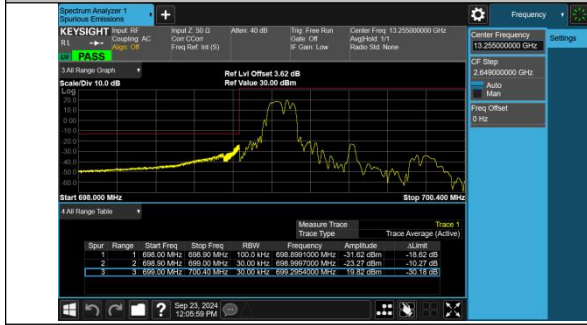 Spectrum Analyzer 1
Spurious Emissions
Frequency
KEYSIGHT
Input: RF
Coupling: AC
Align: Off
Input Z: 50 Ω
Corr CCorr
Freq Ref: Int (S)
Atten: 40 dB
Trig: Free Run
Gate: Off
IF Gain: Low
Center Freq: 13.255000000 GHz
Avg|Hold: 1/1
Radio Std: None
RL
PASS
Center Frequency
13.255000000 GHz
Settings
CF Step
2.649000000 GHz
Auto
Man
Freq Offset
0 Hz
3 All Range Graph
Scale/Div 10.0 dB
Ref Lvl Offset 3.62 dB
Ref Value 30.00 dBm
Log
20.0
10.0
0.00
-10.0
-20.0
-30.0
-40.0
-50.0
-60.0
Start 698.000 MHz
Stop 700.400 MHz
4 All Range Table
Measure Trace Trace 1
Trace Type Trace Average (Active)
Spur Range Start Freq Stop Freq RBW Frequency Amplitude ΔLimit
1 1 698.00 MHz 698.90 MHz 100.0 kHz 698.8991000 MHz -31.62 dBm -18.62 dB
2 2 698.90 MHz 699.00 MHz 30.00 kHz 698.9997000 MHz -23.27 dBm -10.27 dB
3 3 699.00 MHz 700.40 MHz 30.00 kHz 699.2954000 MHz 19.82 dBm -30.18 dB
Sep 23, 2024
12:05:59 PM